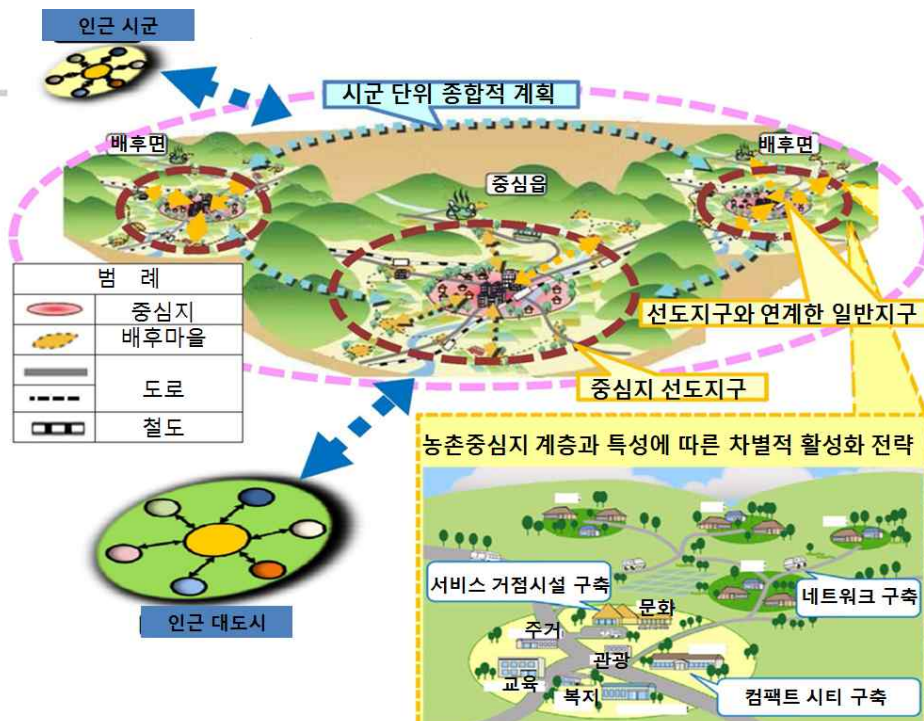 인근 시군
시군 단위 종합적 계획
배후면
배후면
중심읍
범 례
중심지
배후마을
도로
철도
선도지구와 연계한 일반지구
중심지 선도지구
농촌중심지 계층과 특성에 따른 차별적 활성화 전략
서비스 거점시설 구축
문화
네트워크 구축
주거
관광
교육
복지
컴팩트 시티 구축
인근 대도시